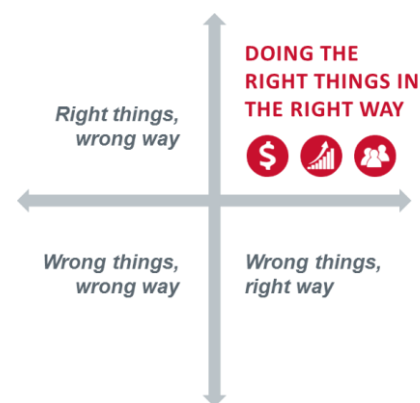 DOING THE
RIGHT THINGS IN
THE RIGHT WAY
Right things,
wrong way
$
Wrong things,
wrong way
Wrong things,
right way